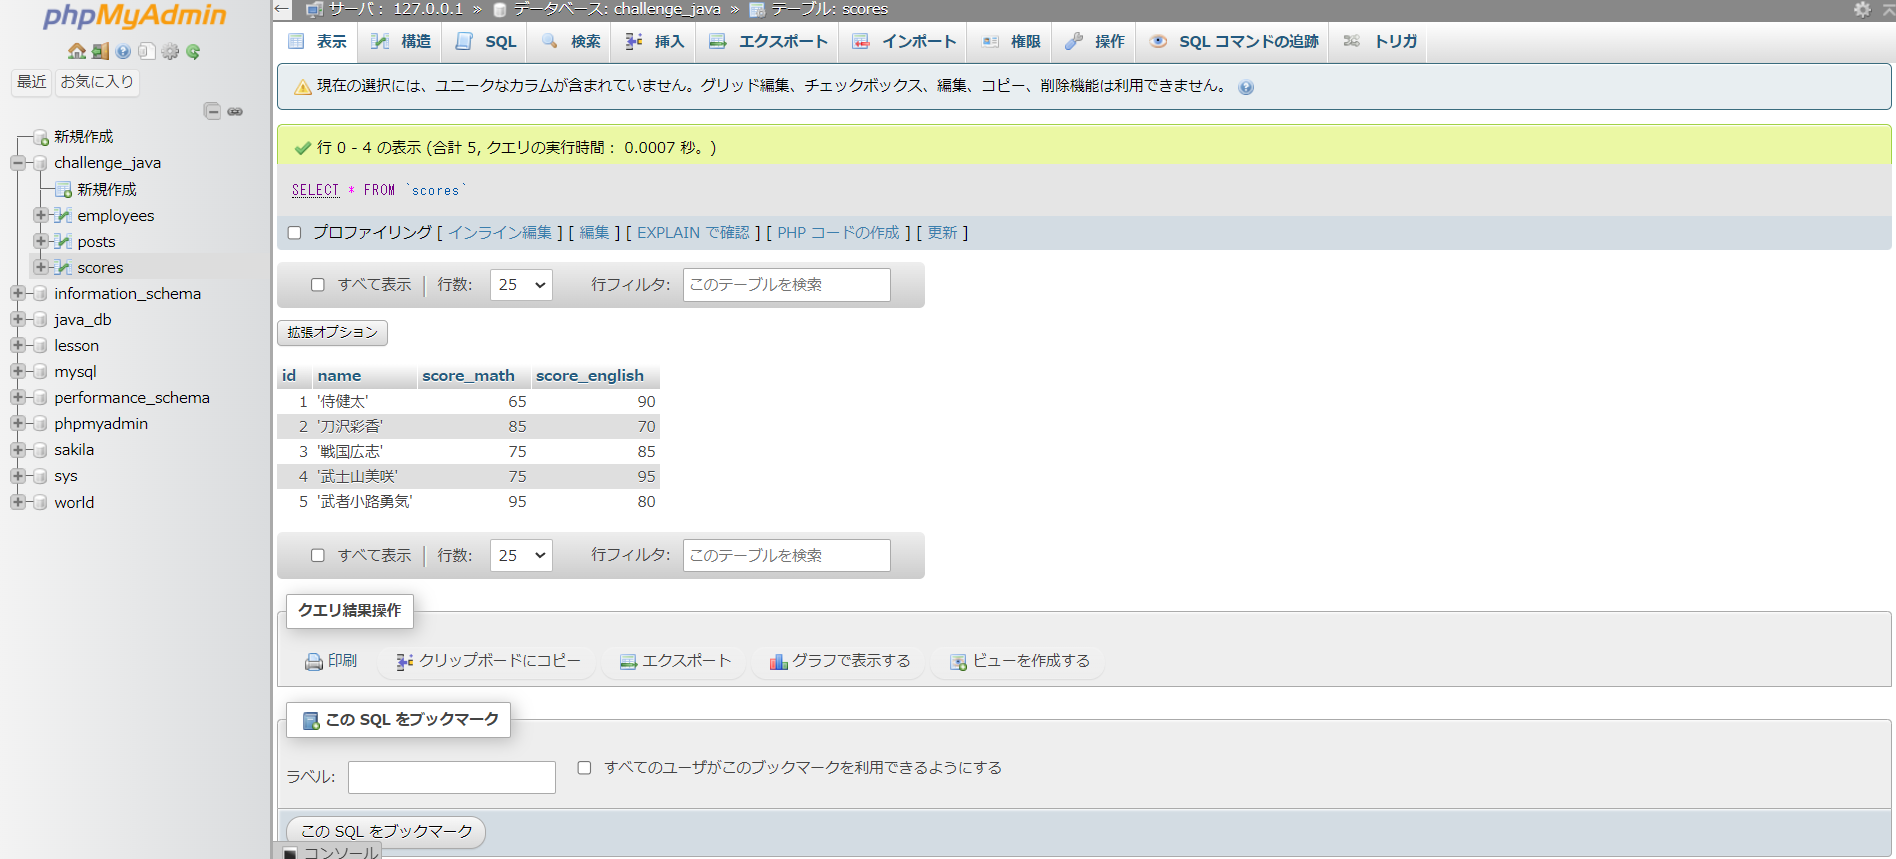 phpMyAdmin
最近 お気に入り
新規作成
challenge_java
新規作成
employees
posts
scores
information_schema
java_db
lesson
mysql
performance_schema
phpmyadmin
sakila
sys
world
← サーバ： 127.0.0.1 » データベース: challenge_java » テーブル: scores
表示 構造 SQL 検索 挿入 エクスポート インポート 権限 操作 SQL コマンドの追跡 トリガ
現在の選択には、ユニークなカラムが含まれていません。グリッド編集、チェックボックス、編集、コピー、削除機能は利用できません。
行 0 - 4 の表示 (合計 5, クエリの実行時間： 0.0007 秒。)
SELECT * FROM `scores`
プロファイリング [ インライン編集 ] [ 編集 ] [ EXPLAIN で確認 ] [ PHP コードの作成 ] [ 更新 ]
すべて表示 | 行数: 25 行フィルタ: このテーブルを検索
拡張オプション
id name score_math score_english
1 '侍健太' 65 90
2 '刀沢彩香' 85 70
3 '戦国広志' 75 85
4 '武士山美咲' 75 95
5 '武者小路勇気' 95 80
すべて表示 | 行数: 25 行フィルタ: このテーブルを検索
クエリ結果操作
印刷 クリップボードにコピー エクスポート グラフで表示する ビューを作成する
この SQL をブックマーク
ラベル: すべてのユーザがこのブックマークを利用できるようにする
この SQL をブックマーク
コンソール